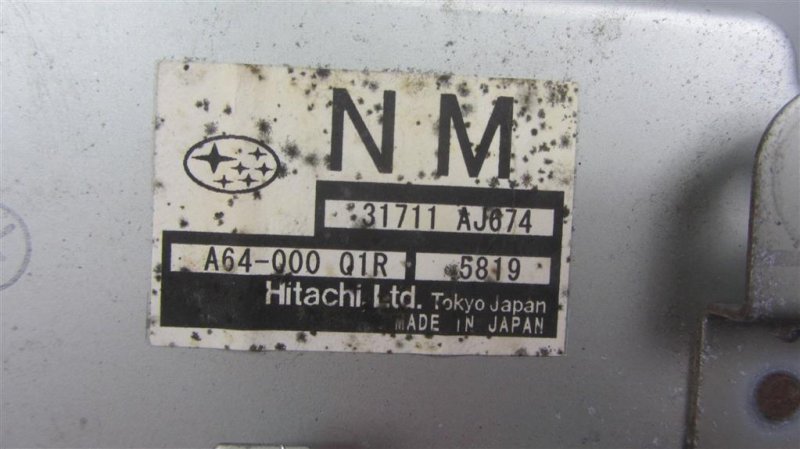 NM
31711 AJ674
A64-000 Q1R 5819
Hitachi, Ltd. Tokyo Japan
MADE IN JAPAN